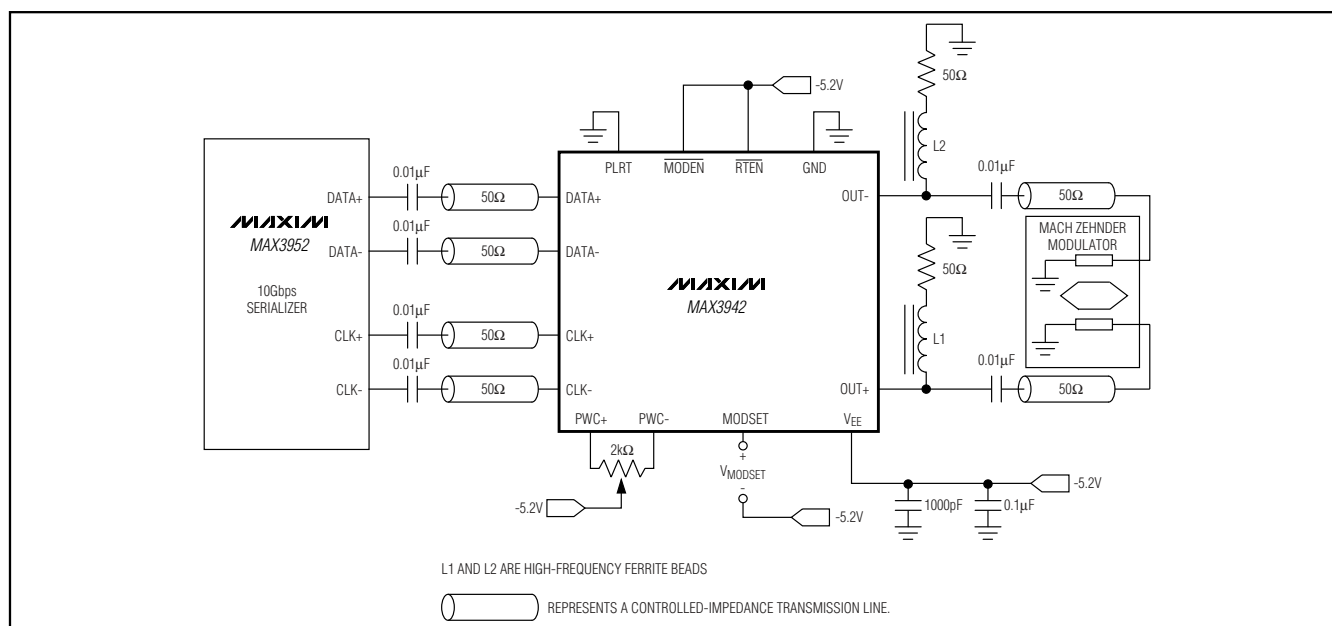 50Ω
-5.2V
L2
PLRT
MODEN
RTEN
GND
0.01µF
DATA+
50Ω
DATA+
OUT-
0.01µF
50Ω
MAXIM
MAX3952
0.01µF
DATA-
50Ω
DATA-
MACH ZEHNDER
MODULATOR
50Ω
MAXIM
MAX3942
10Gbps
SERIALIZER
0.01µF
CLK+
50Ω
CLK+
L1
0.01µF
0.01µF
CLK-
50Ω
CLK-
OUT+
50Ω
PWC+
PWC-
MODSET
VEE
2kΩ
+
VMODSET
-
-5.2V
-5.2V
-5.2V
1000pF
0.1µF
L1 AND L2 ARE HIGH-FREQUENCY FERRITE BEADS
REPRESENTS A CONTROLLED-IMPEDANCE TRANSMISSION LINE.